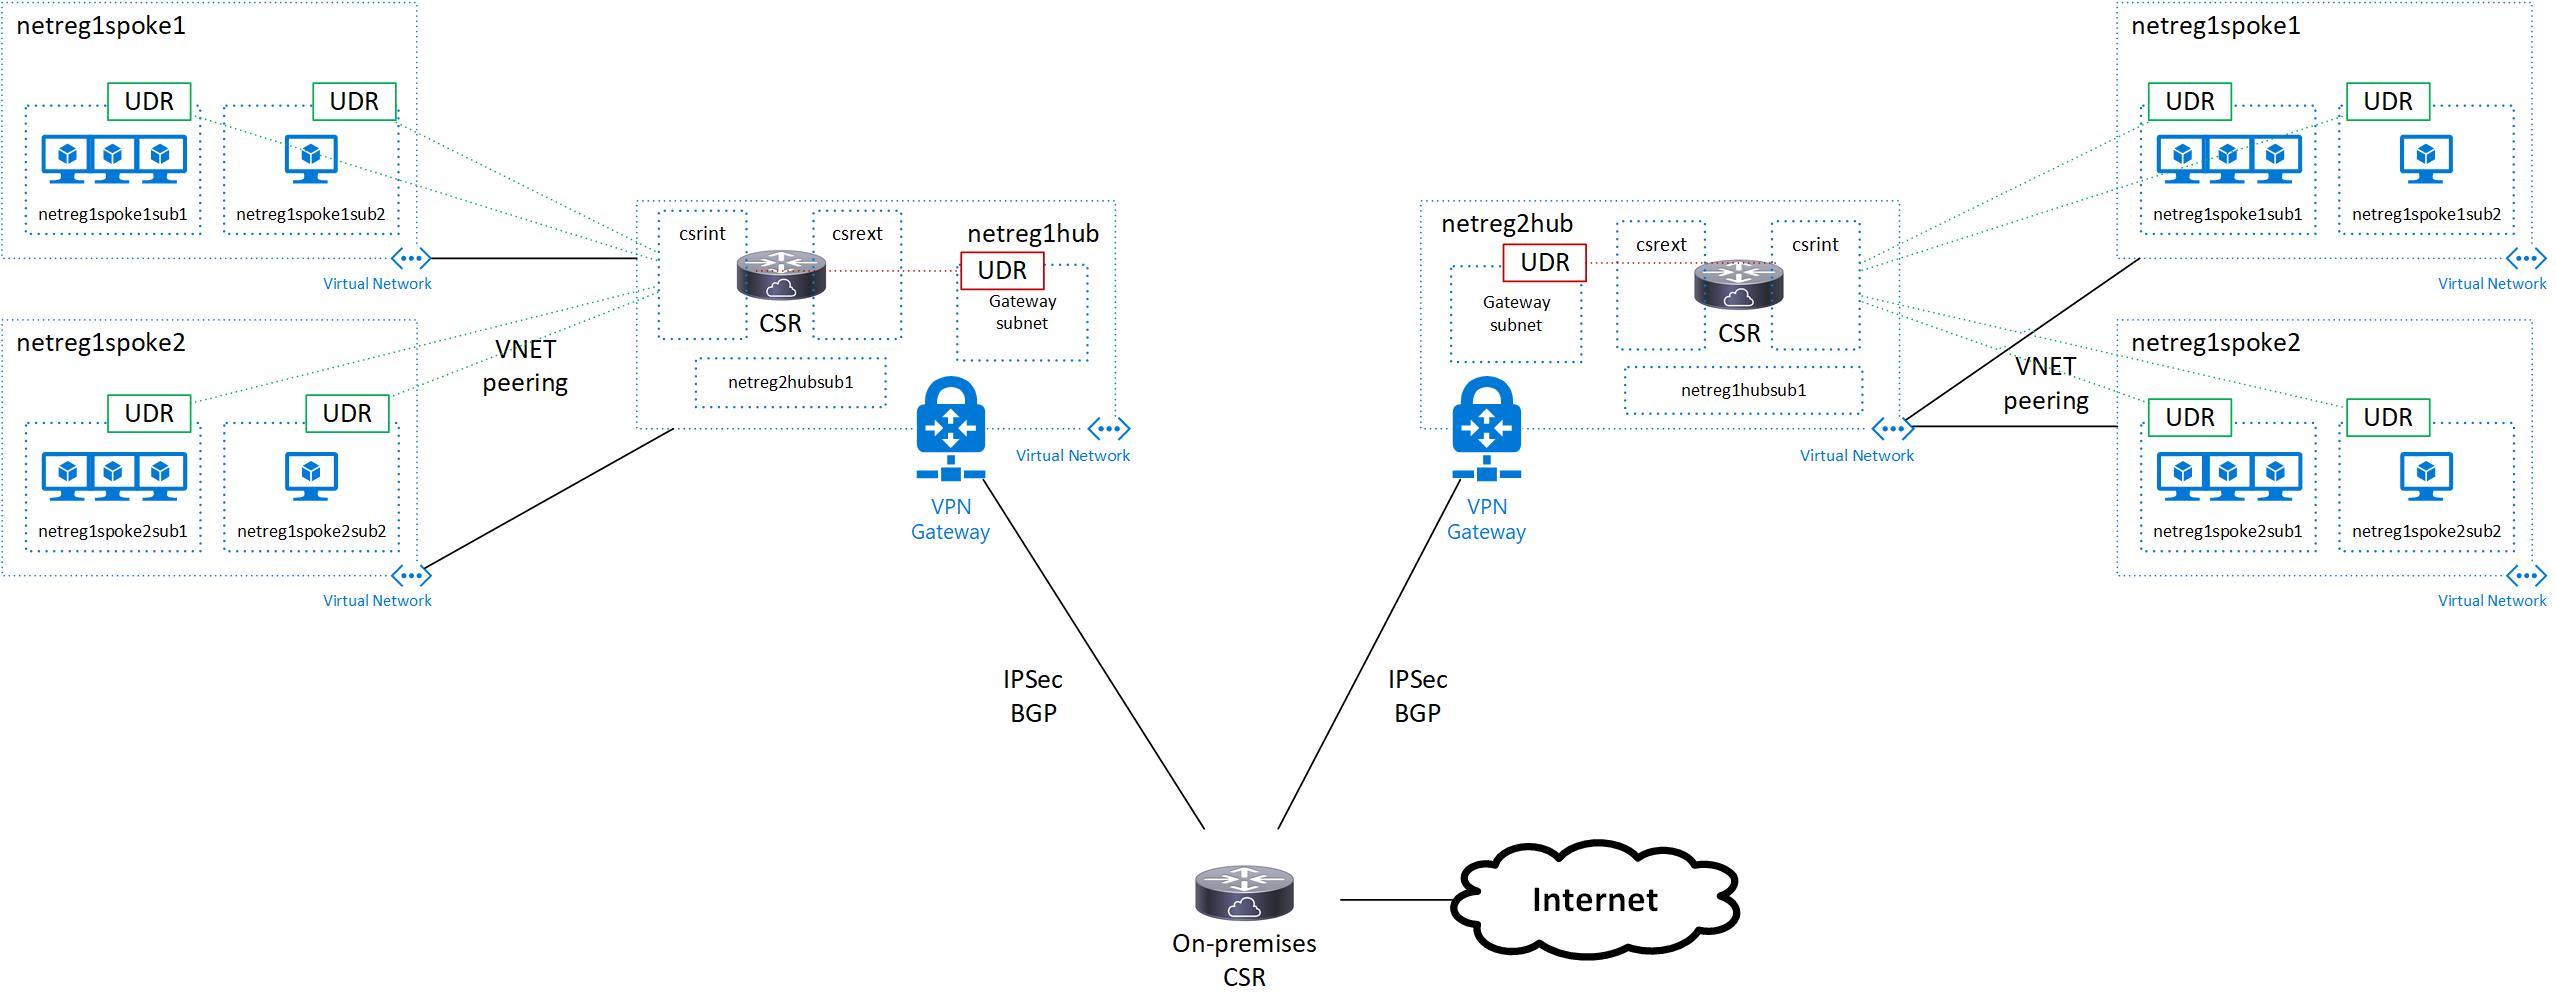 netreg1spoke1
UDR
UDR
netreg1spoke1sub1
netreg1spoke1sub2
Virtual Network
netreg1spoke2
UDR
UDR
netreg1spoke2sub1
netreg1spoke2sub2
Virtual Network
VNET
peering
csrint
csrext
netreg1hub
UDR
Gateway
subnet
CSR
netreg2hubsub1
Virtual Network
VPN
Gateway
netreg2hub
UDR
Gateway
subnet
csrext
csrint
CSR
netreg1hubsub1
Virtual Network
VPN
Gateway
VNET
peering
netreg1spoke1
UDR
UDR
netreg1spoke1sub1
netreg1spoke1sub2
Virtual Network
netreg1spoke2
UDR
UDR
netreg1spoke2sub1
netreg1spoke2sub2
Virtual Network
IPSec
BGP
IPSec
BGP
On-premises
CSR
Internet